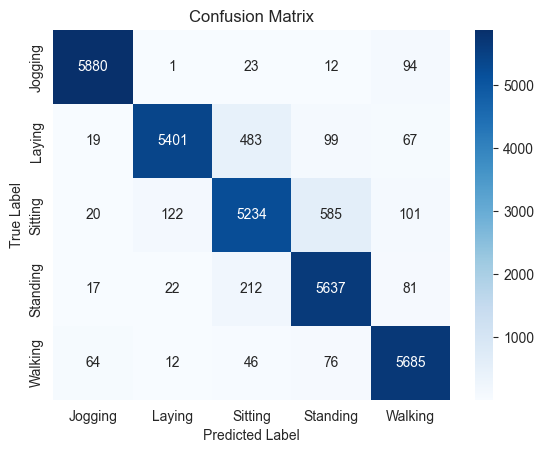 Confusion Matrix
True Label
Jogging 5880 1 23 12 94
Laying 19 5401 483 99 67
Sitting 20 122 5234 585 101
Standing 17 22 212 5637 81
Walking 64 12 46 76 5685
Jogging Laying Sitting Standing Walking
Predicted Label
5000
4000
3000
2000
1000